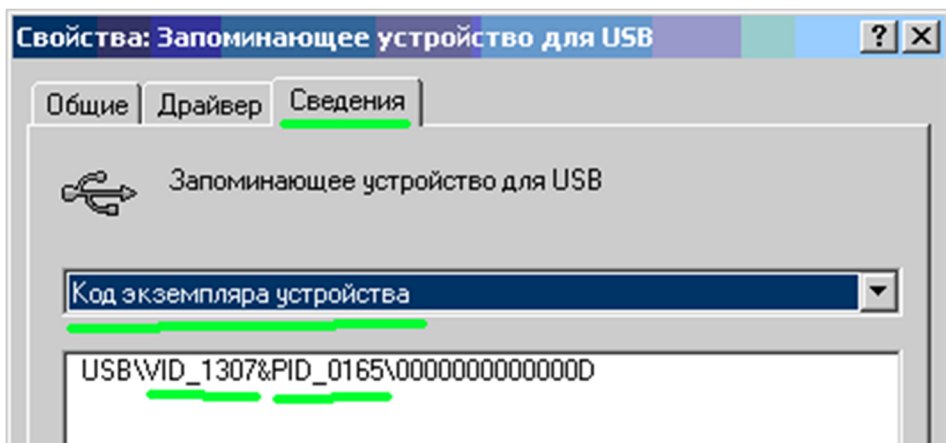 Свойства: Запоминающее устройство для USB
Общие Драйвер Сведения
Запоминающее устройство для USB
Код экземпляра устройства
USB\VID_1307&PID_0165\0000000000000D